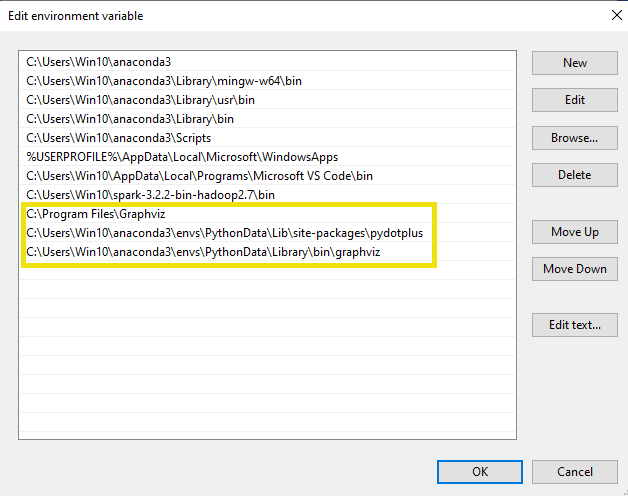 Edit environment variable
C:\Users\Win10\anaconda3
C:\Users\Win10\anaconda3\Library\mingw-w64\bin
C:\Users\Win10\anaconda3\Library\usr\bin
C:\Users\Win10\anaconda3\Library\bin
C:\Users\Win10\anaconda3\Scripts
%USERPROFILE%\AppData\Local\Microsoft\WindowsApps
C:\Users\Win10\AppData\Local\Programs\Microsoft VS Code\bin
C:\Users\Win10\spark-3.2.2-bin-hadoop2.7\bin
C:\Program Files\Graphviz
C:\Users\Win10\anaconda3\envs\PythonData\Lib\site-packages\pydotplus
C:\Users\Win10\anaconda3\envs\PythonData\Library\bin\graphviz
New
Edit
Browse...
Delete
Move Up
Move Down
Edit text...
OK
Cancel